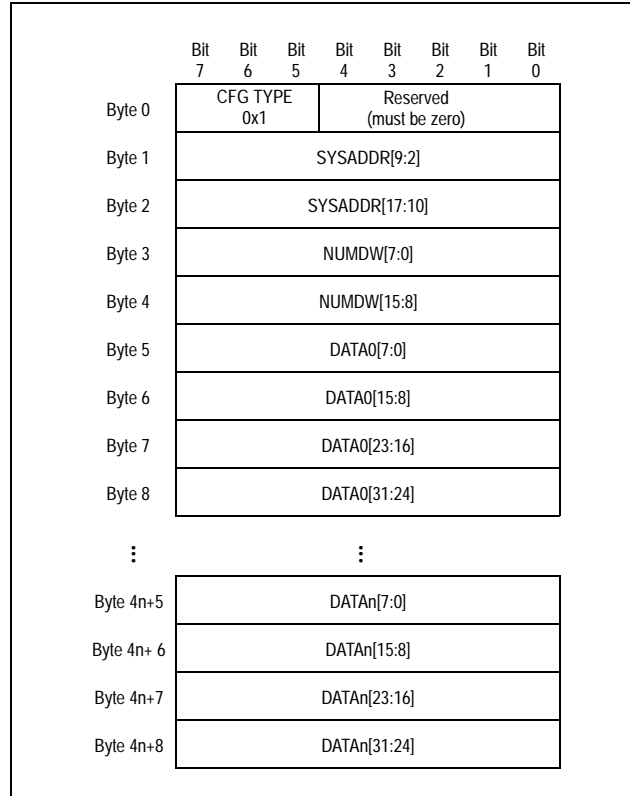 Bit Bit Bit Bit Bit Bit Bit Bit
7 6 5 4 3 2 1 0
Byte 0 CFG TYPE Reserved
0x1 (must be zero)
Byte 1 SYSADDR[9:2]
Byte 2 SYSADDR[17:10]
Byte 3 NUMDW[7:0]
Byte 4 NUMDW[15:8]
Byte 5 DATA0[7:0]
Byte 6 DATA0[15:8]
Byte 7 DATA0[23:16]
Byte 8 DATA0[31:24]
⋮ ⋮
Byte 4n+5 DATAn[7:0]
Byte 4n+ 6 DATAn[15:8]
Byte 4n+7 DATAn[23:16]
Byte 4n+8 DATAn[31:24]